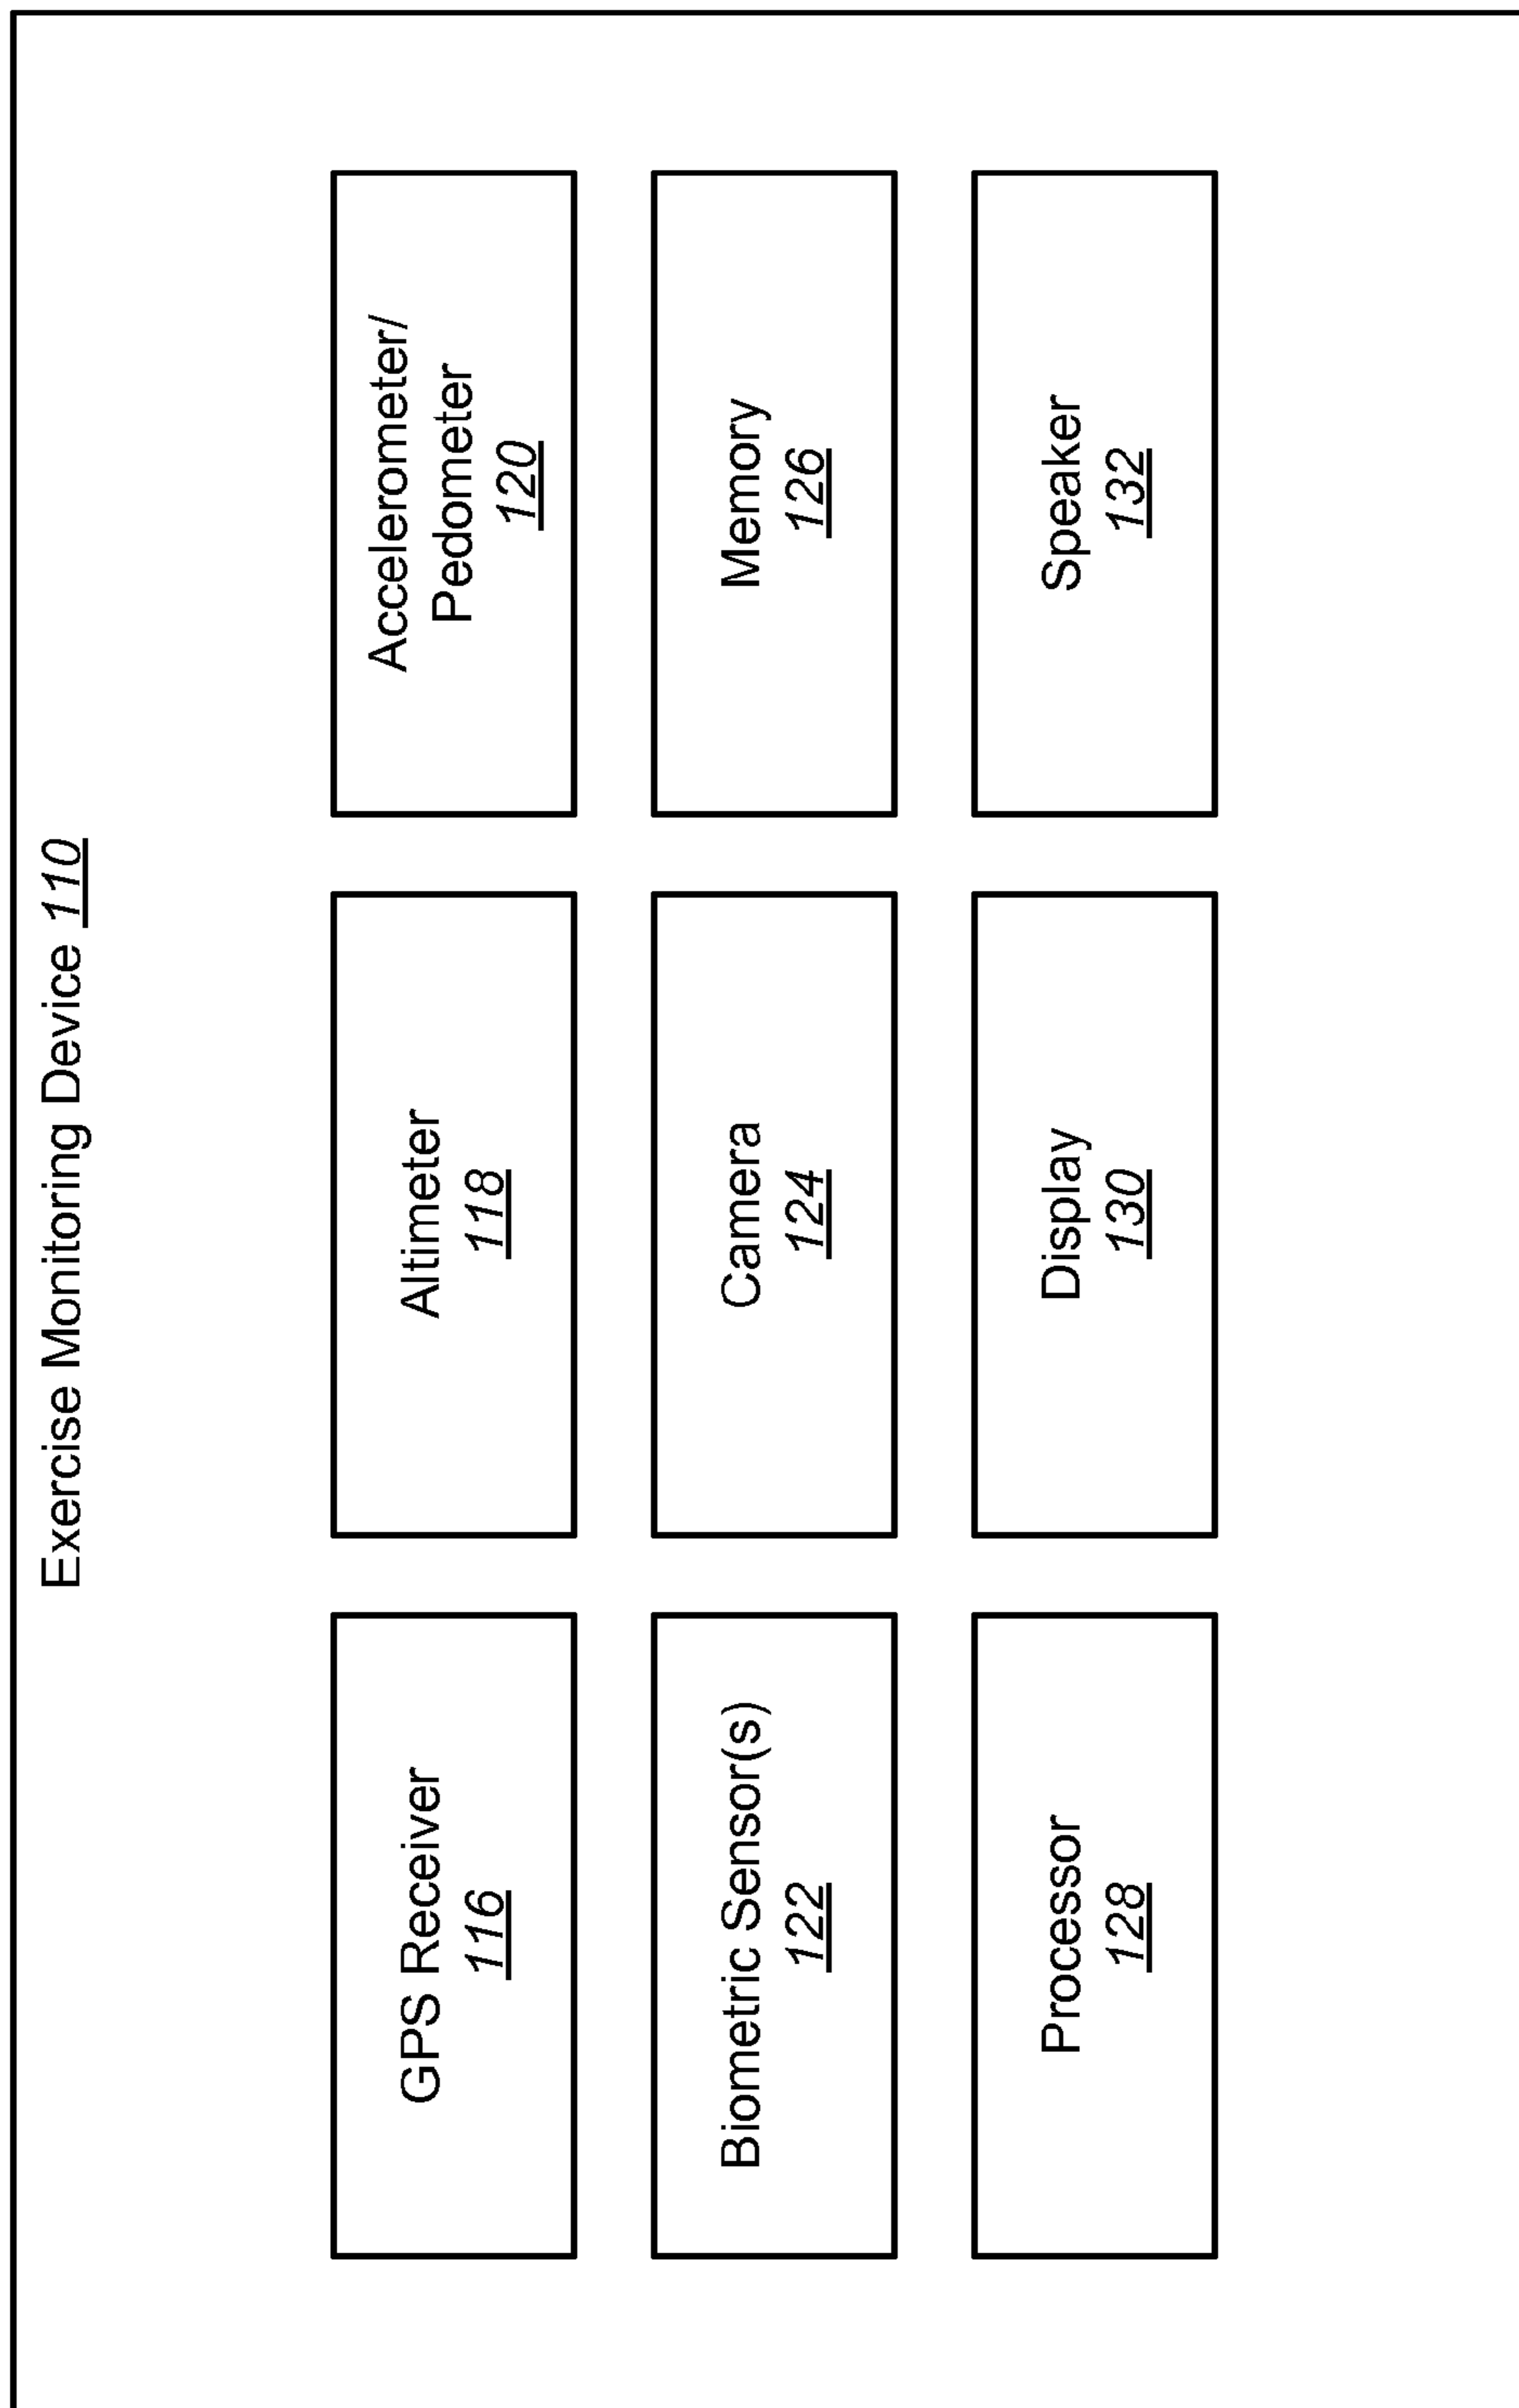 Exercise Monitoring Device 110
GPS Receiver
116
Altimeter
118
Accelerometer/
Pedometer
120
Biometric Sensor(s)
122
Camera
124
Memory
126
Processor
128
Display
130
Speaker
132